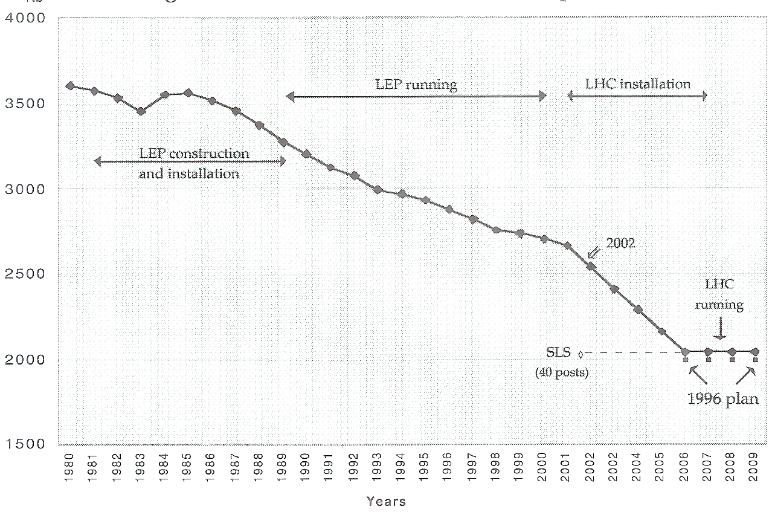 4000
3500
3000
2500
2000
1500
LEP running
LHC installation
LEP construction
and installation
2002
LHC
running
SLS
(40 posts)
1996 plan
1980 1981 1982 1983 1984 1985 1986 1987 1988 1989 1990 1991 1992 1993 1994 1995 1996 1997 1998 1999 2000 2001 2002 2003 2004 2005 2006 2007 2008 2009
Years